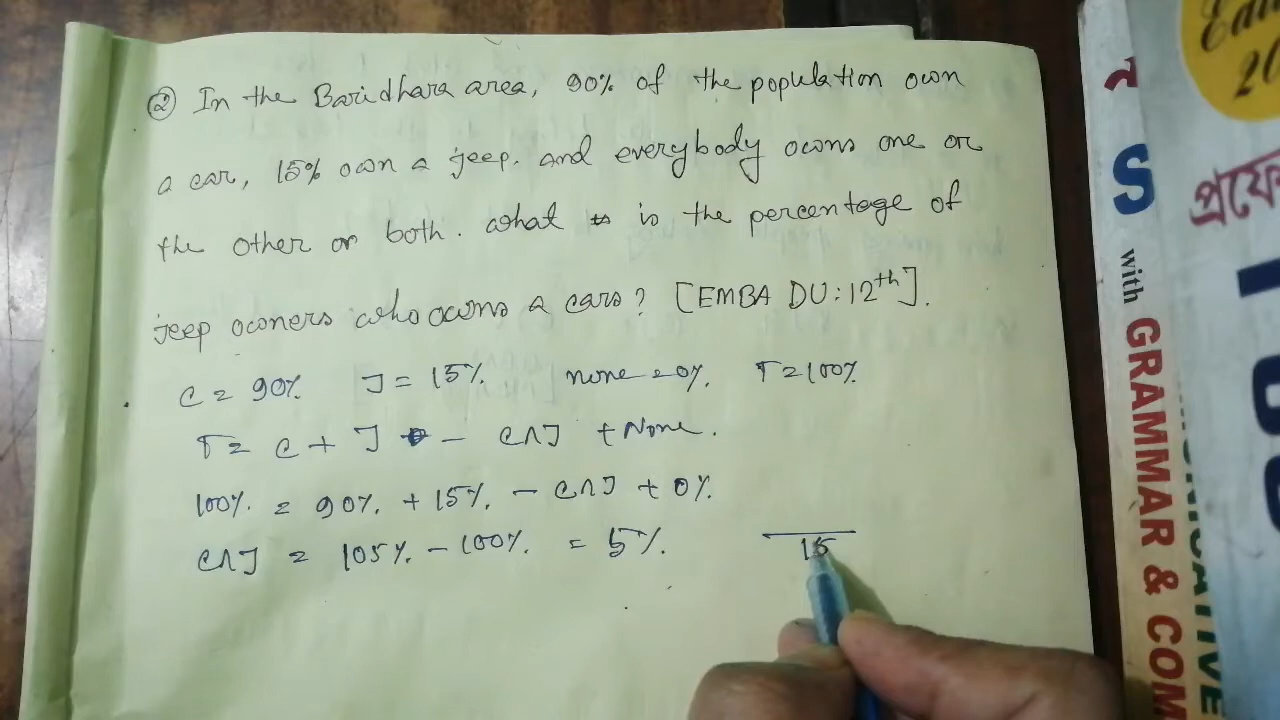 ② In the Baridhara area, 90% of the population own
a car, 15% own a jeep. and everybody owns one or
the other or both. what is the percentage of
jeep owners who owns a cars? [EMBA DU:12th].
C = 90% J = 15% none = 0% T = 100%
T = C + J - C∩J + None.
100% = 90% + 15% - C∩J + 0%.
C∩J = 105% - 100% = 5%.
15
S with GRAMMAR & COM
প্রফে